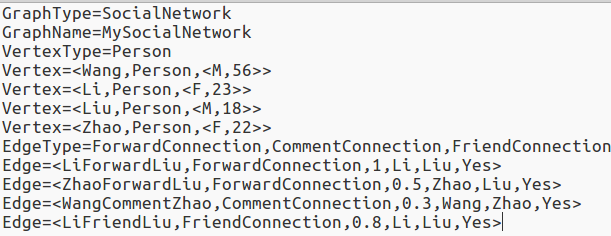 GraphType=SocialNetwork
GraphName=MySocialNetwork
VertexType=Person
Vertex=<Wang,Person,<M,56>>
Vertex=<Li,Person,<F,23>>
Vertex=<Liu,Person,<M,18>>
Vertex=<Zhao,Person,<F,22>>
EdgeType=ForwardConnection,CommentConnection,FriendConnection
Edge=<LiForwardLiu,ForwardConnection,1,Li,Liu,Yes>
Edge=<ZhaoForwardLiu,ForwardConnection,0.5,Zhao,Liu,Yes>
Edge=<WangCommentZhao,CommentConnection,0.3,Wang,Zhao,Yes>
Edge=<LiFriendLiu,FriendConnection,0.8,Li,Liu,Yes>